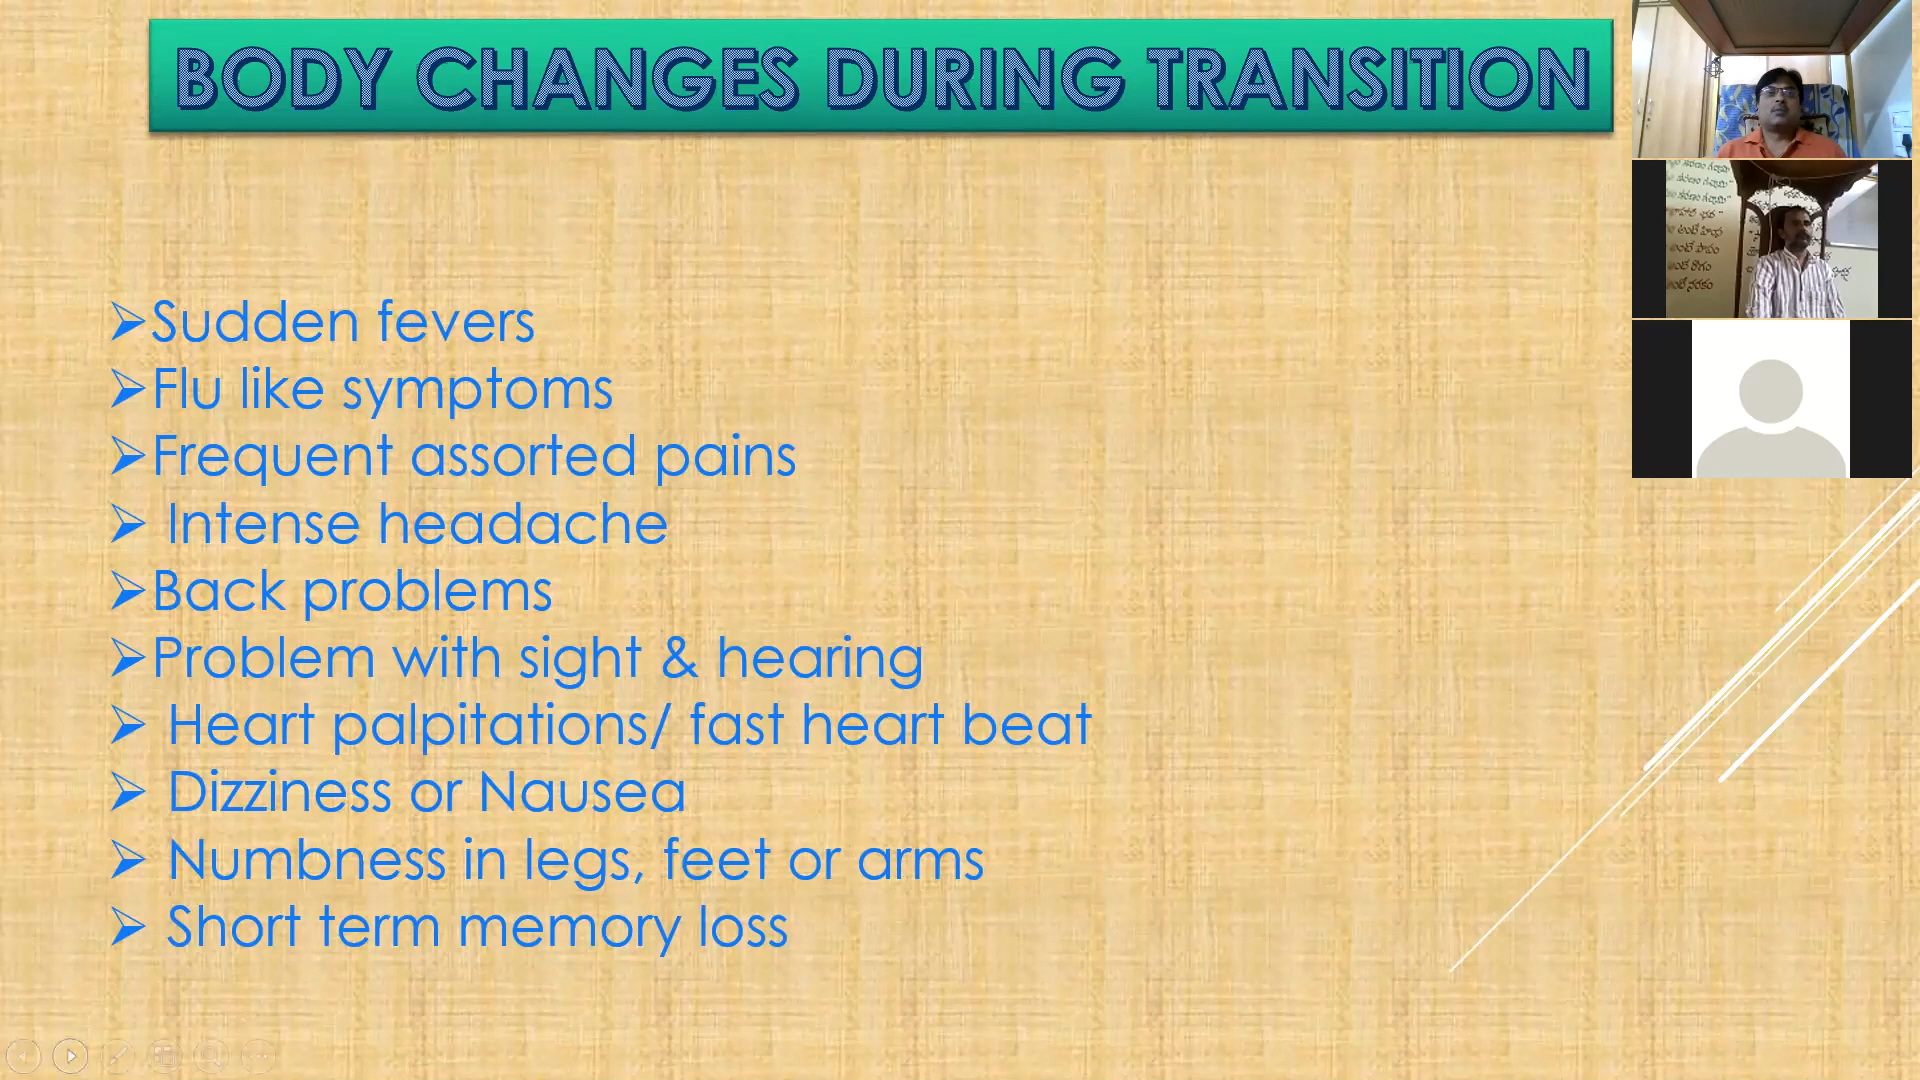 BODY CHANGES DURING TRANSITION
➢Sudden fevers
➢Flu like symptoms
➢Frequent assorted pains
➢ Intense headache
➢Back problems
➢Problem with sight & hearing
➢ Heart palpitations/ fast heart beat
➢ Dizziness or Nausea
➢ Numbness in legs, feet or arms
➢ Short term memory loss
అంటే హింస
అంటే పాపం
అంటే రోగం
అంటే నరకం